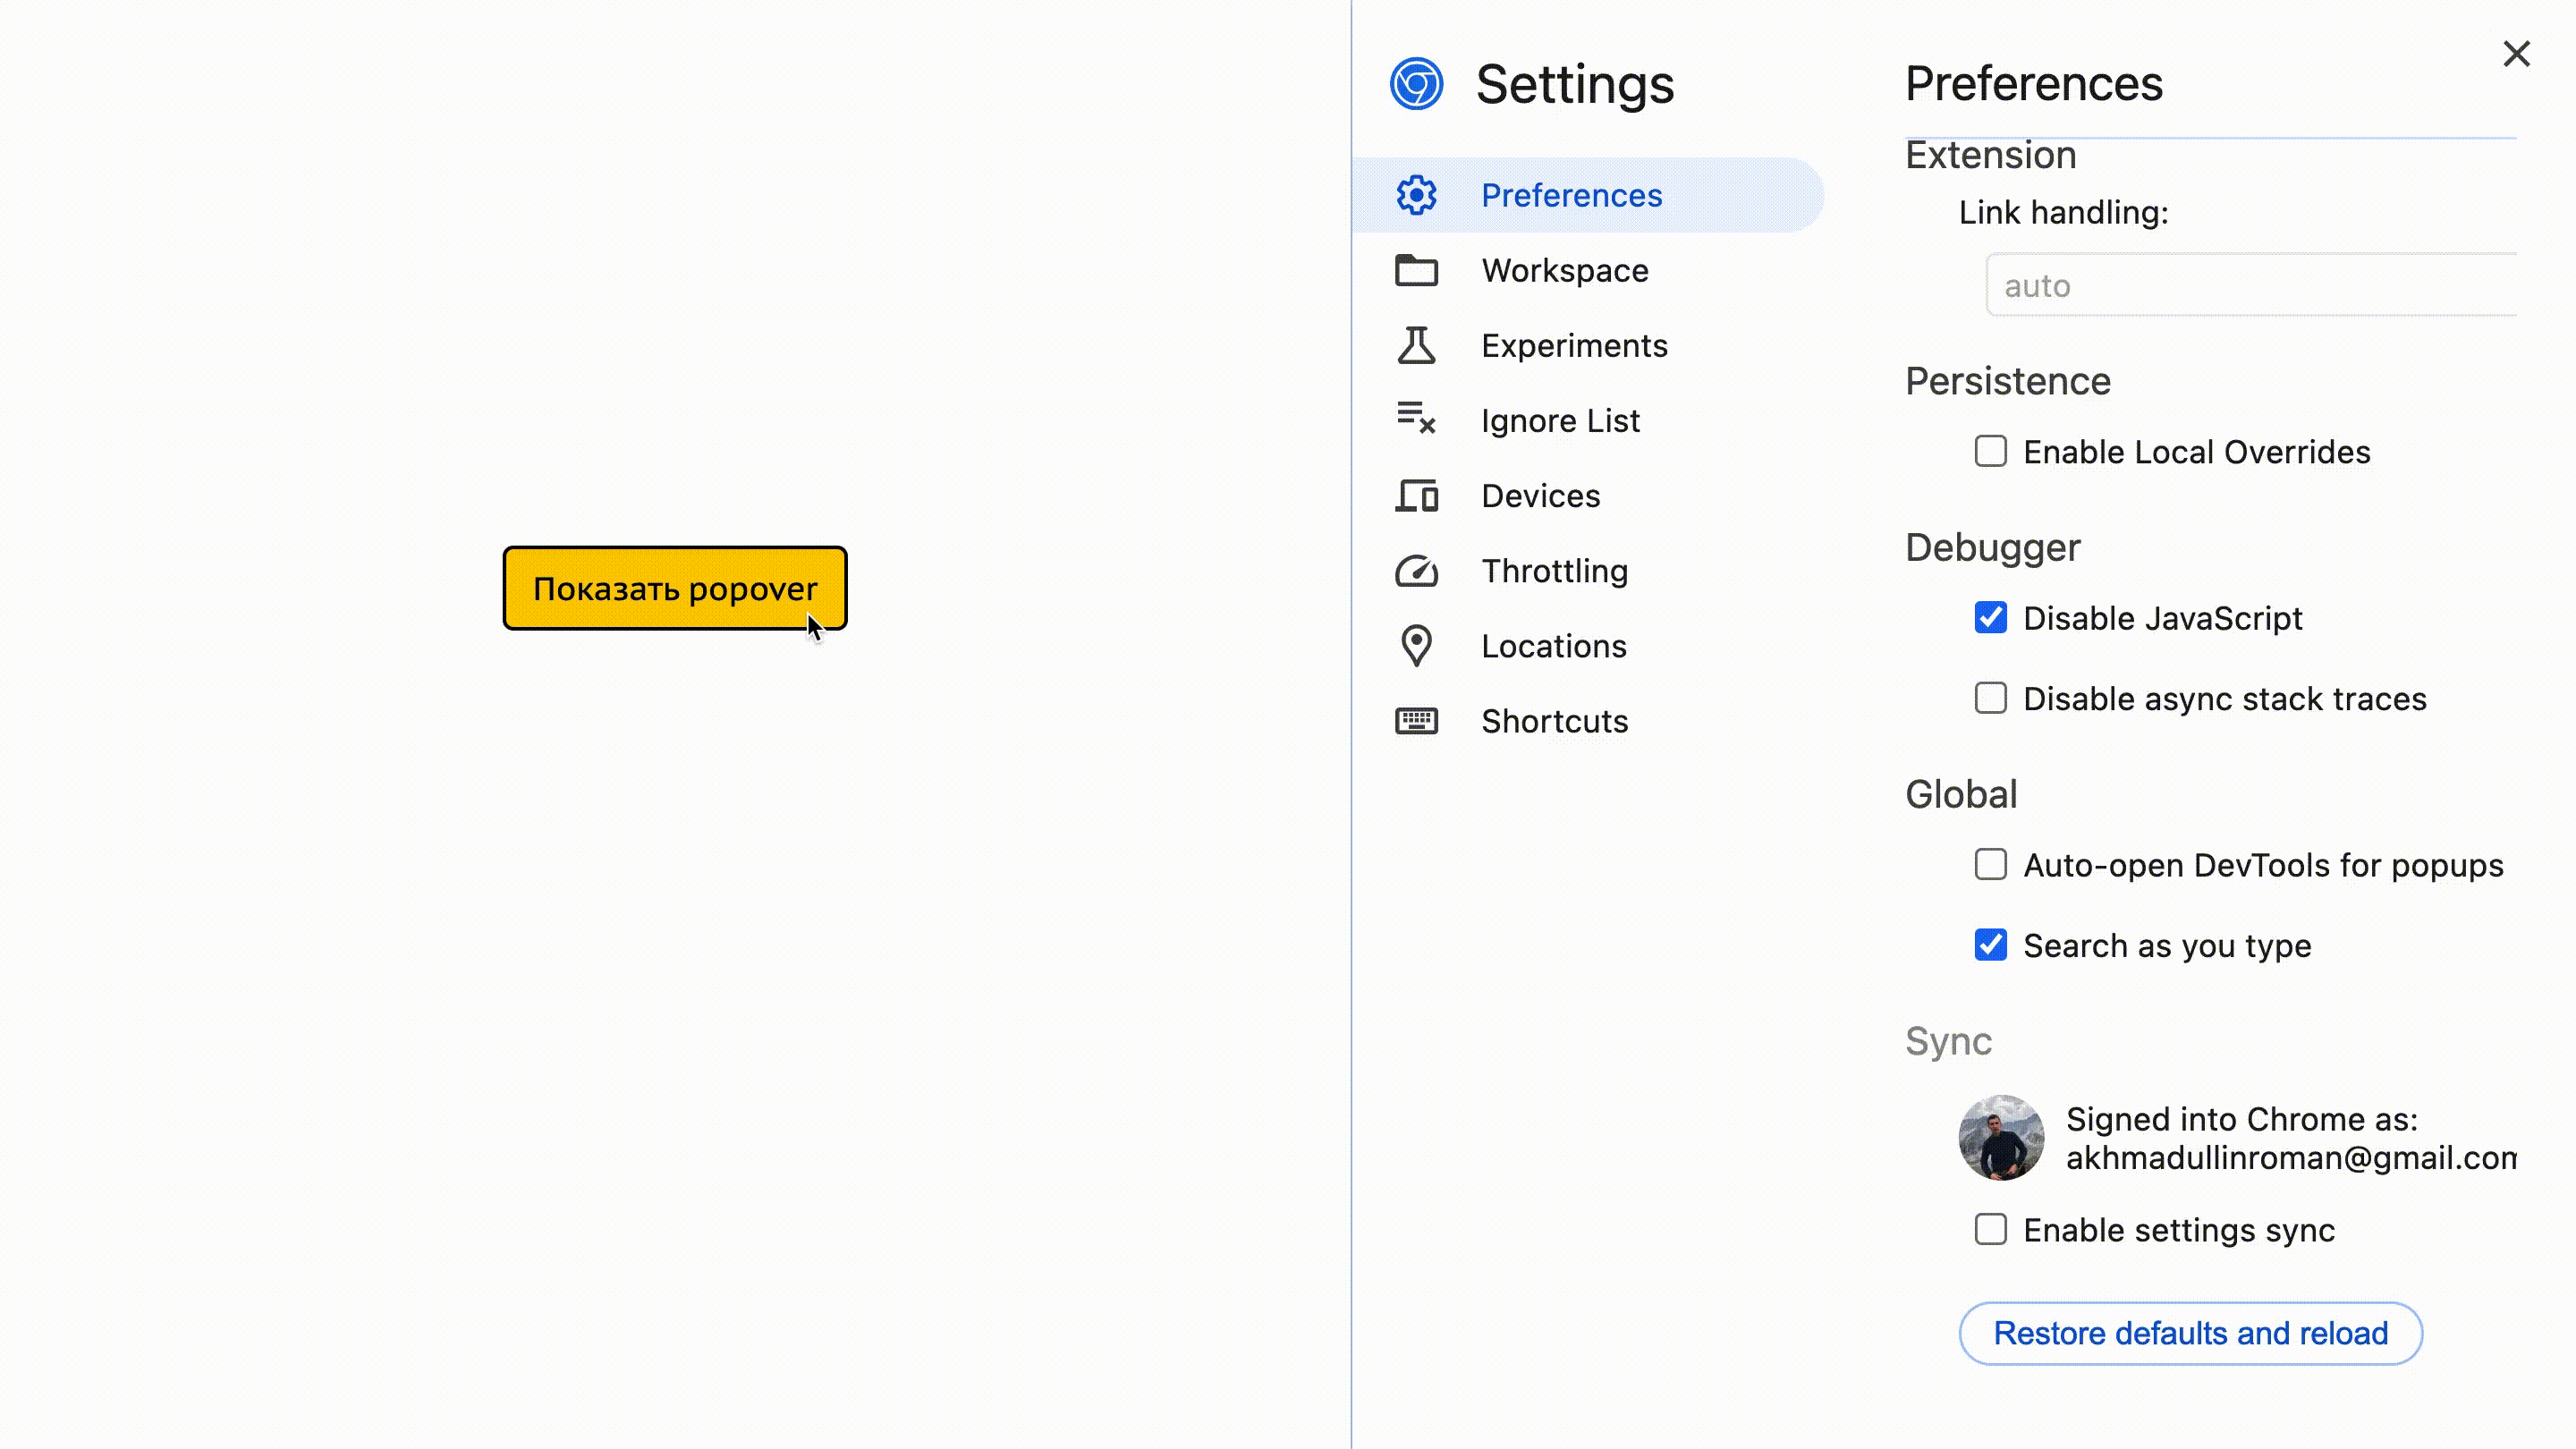 Показать popover
Settings
Preferences
Workspace
Experiments
Ignore List
Devices
Throttling
Locations
Shortcuts
Preferences
Extension
Link handling:
auto
Persistence
Enable Local Overrides
Debugger
Disable JavaScript
Disable async stack traces
Global
Auto-open DevTools for popups
Search as you type
Sync
Signed into Chrome as:
akhmadullinroman@gmail.com
Enable settings sync
Restore defaults and reload